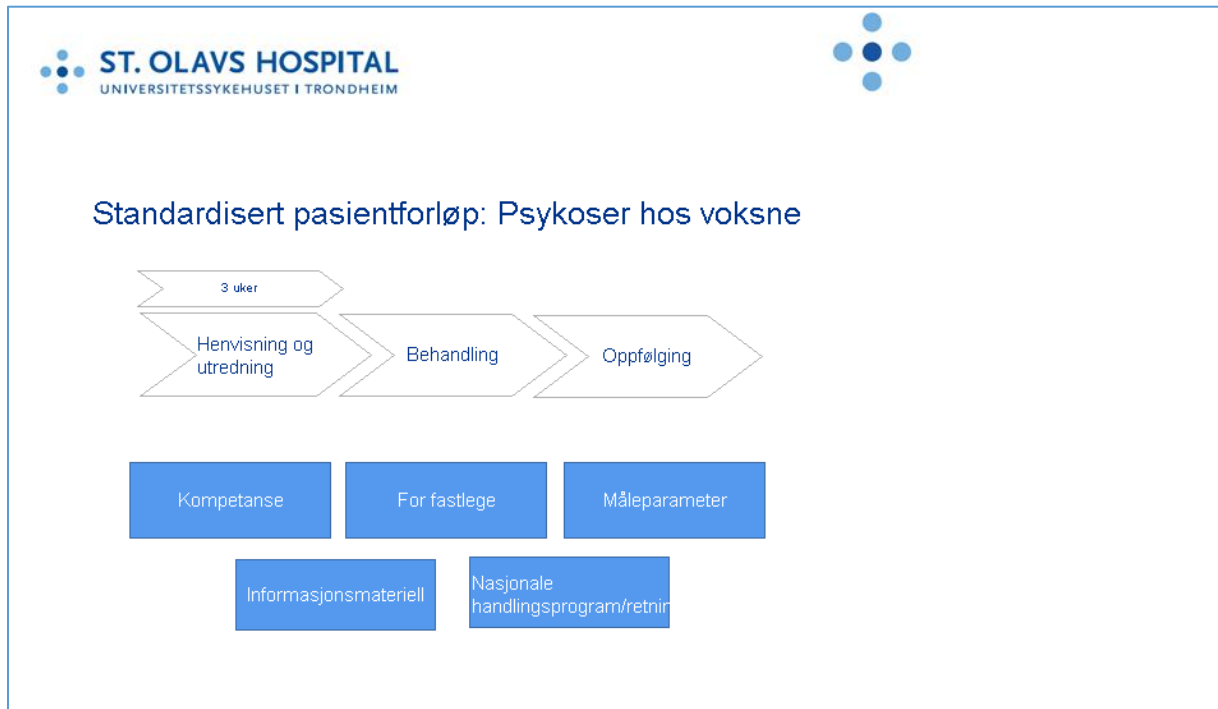 ST. OLAVS HOSPITAL
UNIVERSITETSSYKEHUSET I TRONDHEIM
Standardisert pasientforløp: Psykoser hos voksne
3 uker
Henvisning og
utredning
Behandling
Oppfølging
Kompetanse
For fastlege
Måleparameter
Informasjonsmateriell
Nasjonale
handlingsprogram/retnin